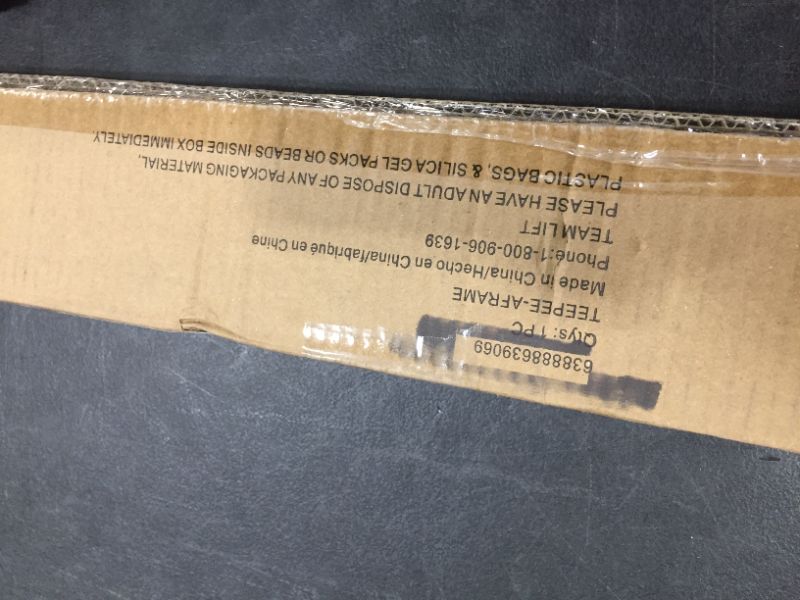 638888639069
Qtys: 1 PC
TEEPEE-AFRAME
Made in China/Hecho en China/fabriqué en Chine
Phone:1-800-906-1639
TEAM LIFT
PLEASE HAVE AN ADULT DISPOSE OF ANY PACKAGING MATERIAL,
PLASTIC BAGS, & SILICA GEL PACKS OR BEADS INSIDE BOX IMMEDIATELY.